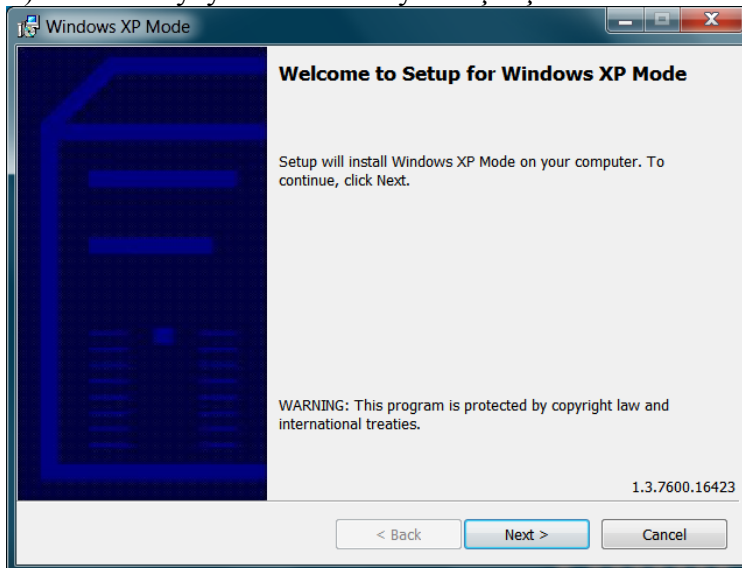 Windows XP Mode
Welcome to Setup for Windows XP Mode
Setup will install Windows XP Mode on your computer. To
continue, click Next.
WARNING: This program is protected by copyright law and
international treaties.
1.3.7600.16423
< Back Next > Cancel